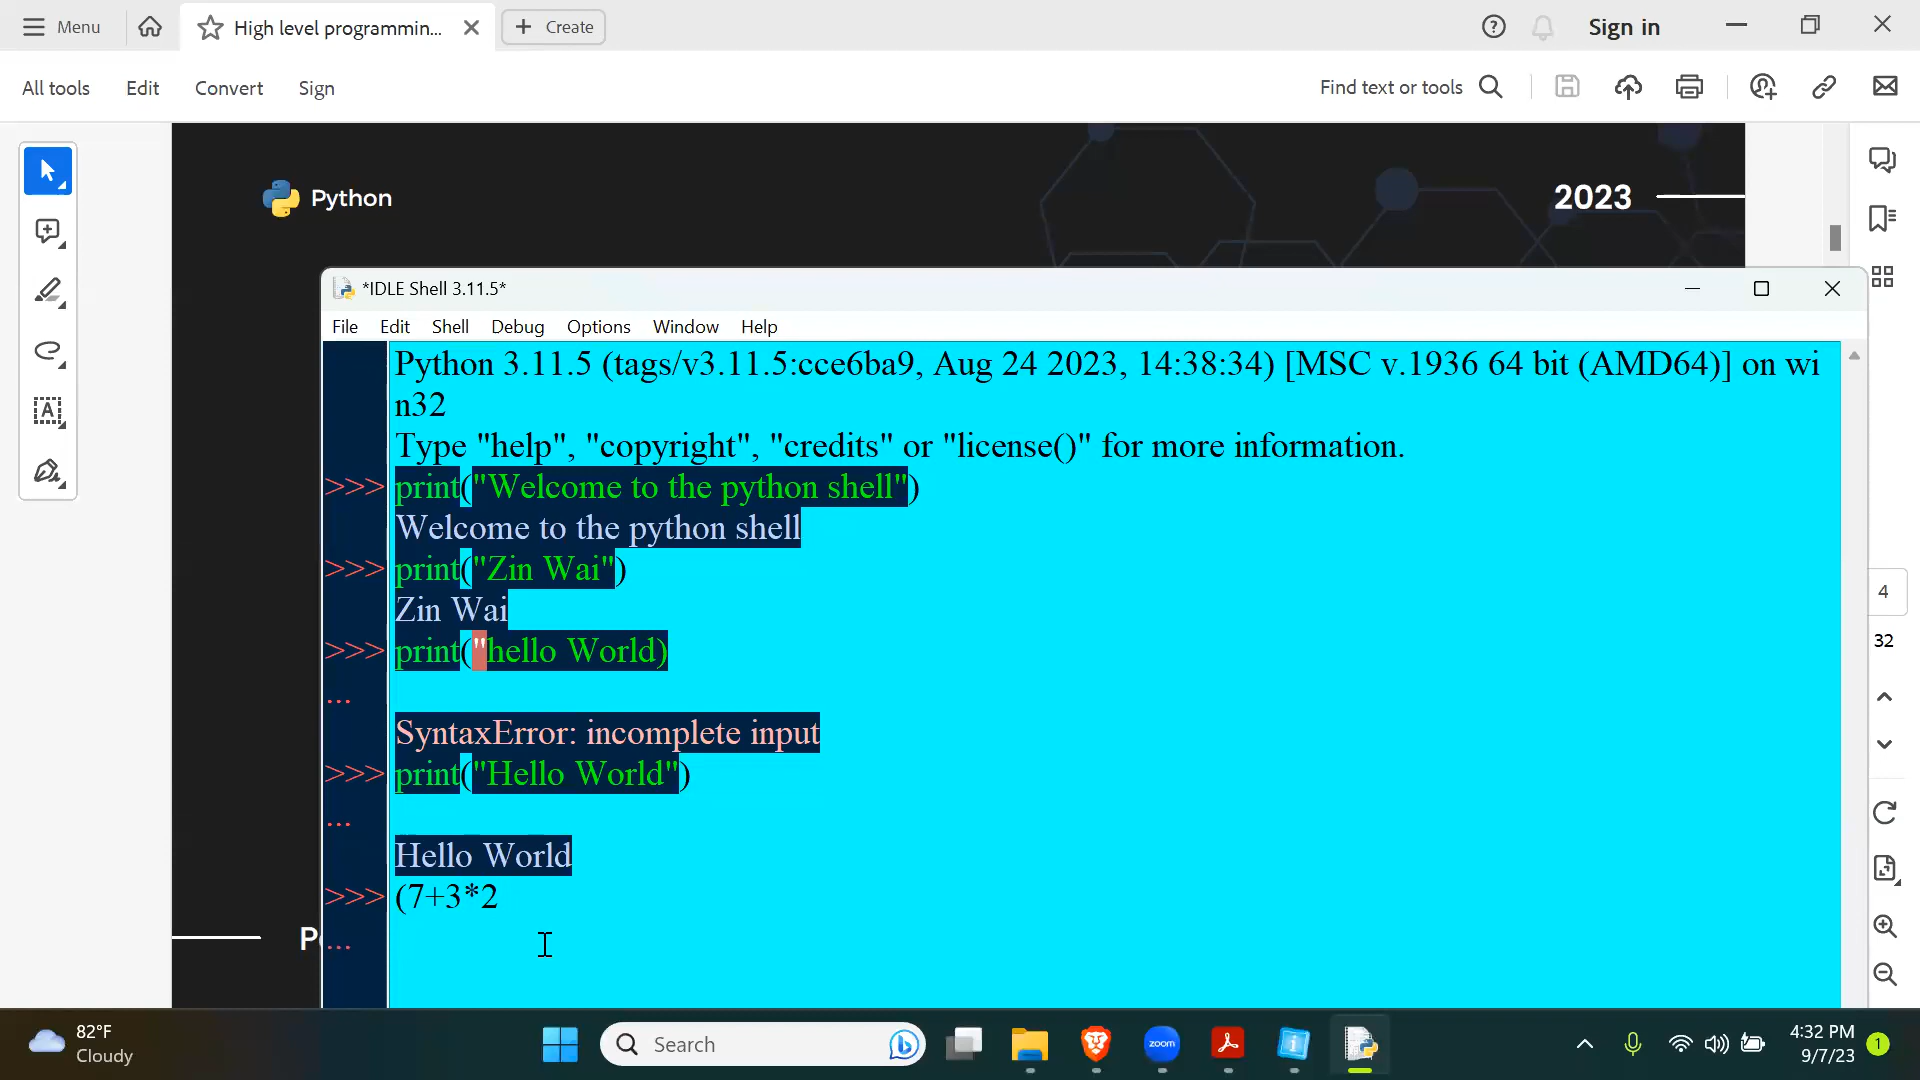 Menu
High level programmin...
Create
Sign in
All tools
Edit
Convert
Sign
Find text or tools
Python
2023
*IDLE Shell 3.11.5*
File Edit Shell Debug Options Window Help
Python 3.11.5 (tags/v3.11.5:cce6ba9, Aug 24 2023, 14:38:34) [MSC v.1936 64 bit (AMD64)] on wi
n32
Type "help", "copyright", "credits" or "license()" for more information.
>>> print("Welcome to the python shell")
Welcome to the python shell
>>> print("Zin Wai")
Zin Wai
>>> print("hello World)
...
SyntaxError: incomplete input
>>> print("Hello World")
...
Hello World
>>> (7+3*2
...
4
32
82°F
Cloudy
Search
zoom
4:32 PM
9/7/23
1